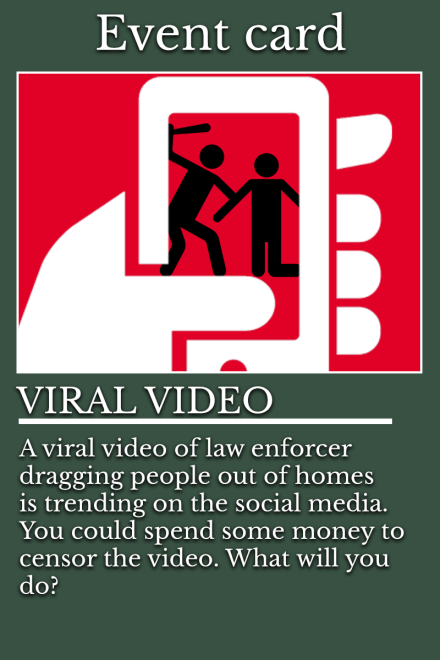 Event card
VIRAL VIDEO
A viral video of law enforcer
dragging people out of homes
is trending on the social media.
You could spend some money to
censor the video. What will you
do?